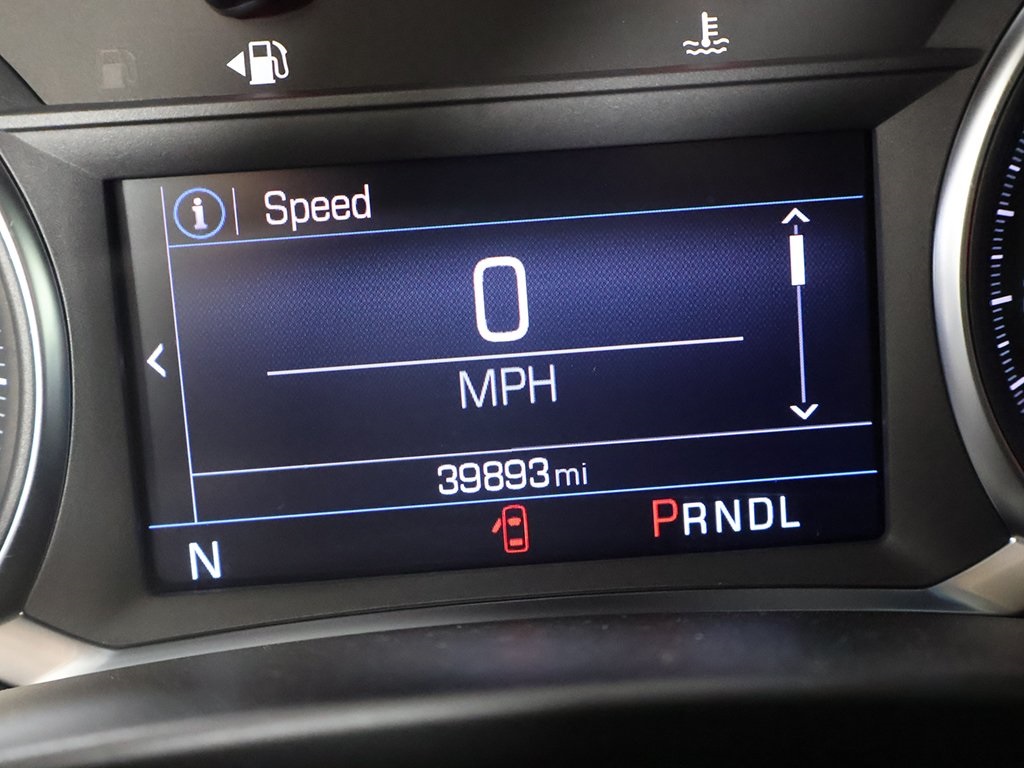 i Speed
0
MPH
39893 mi
N PRNDL